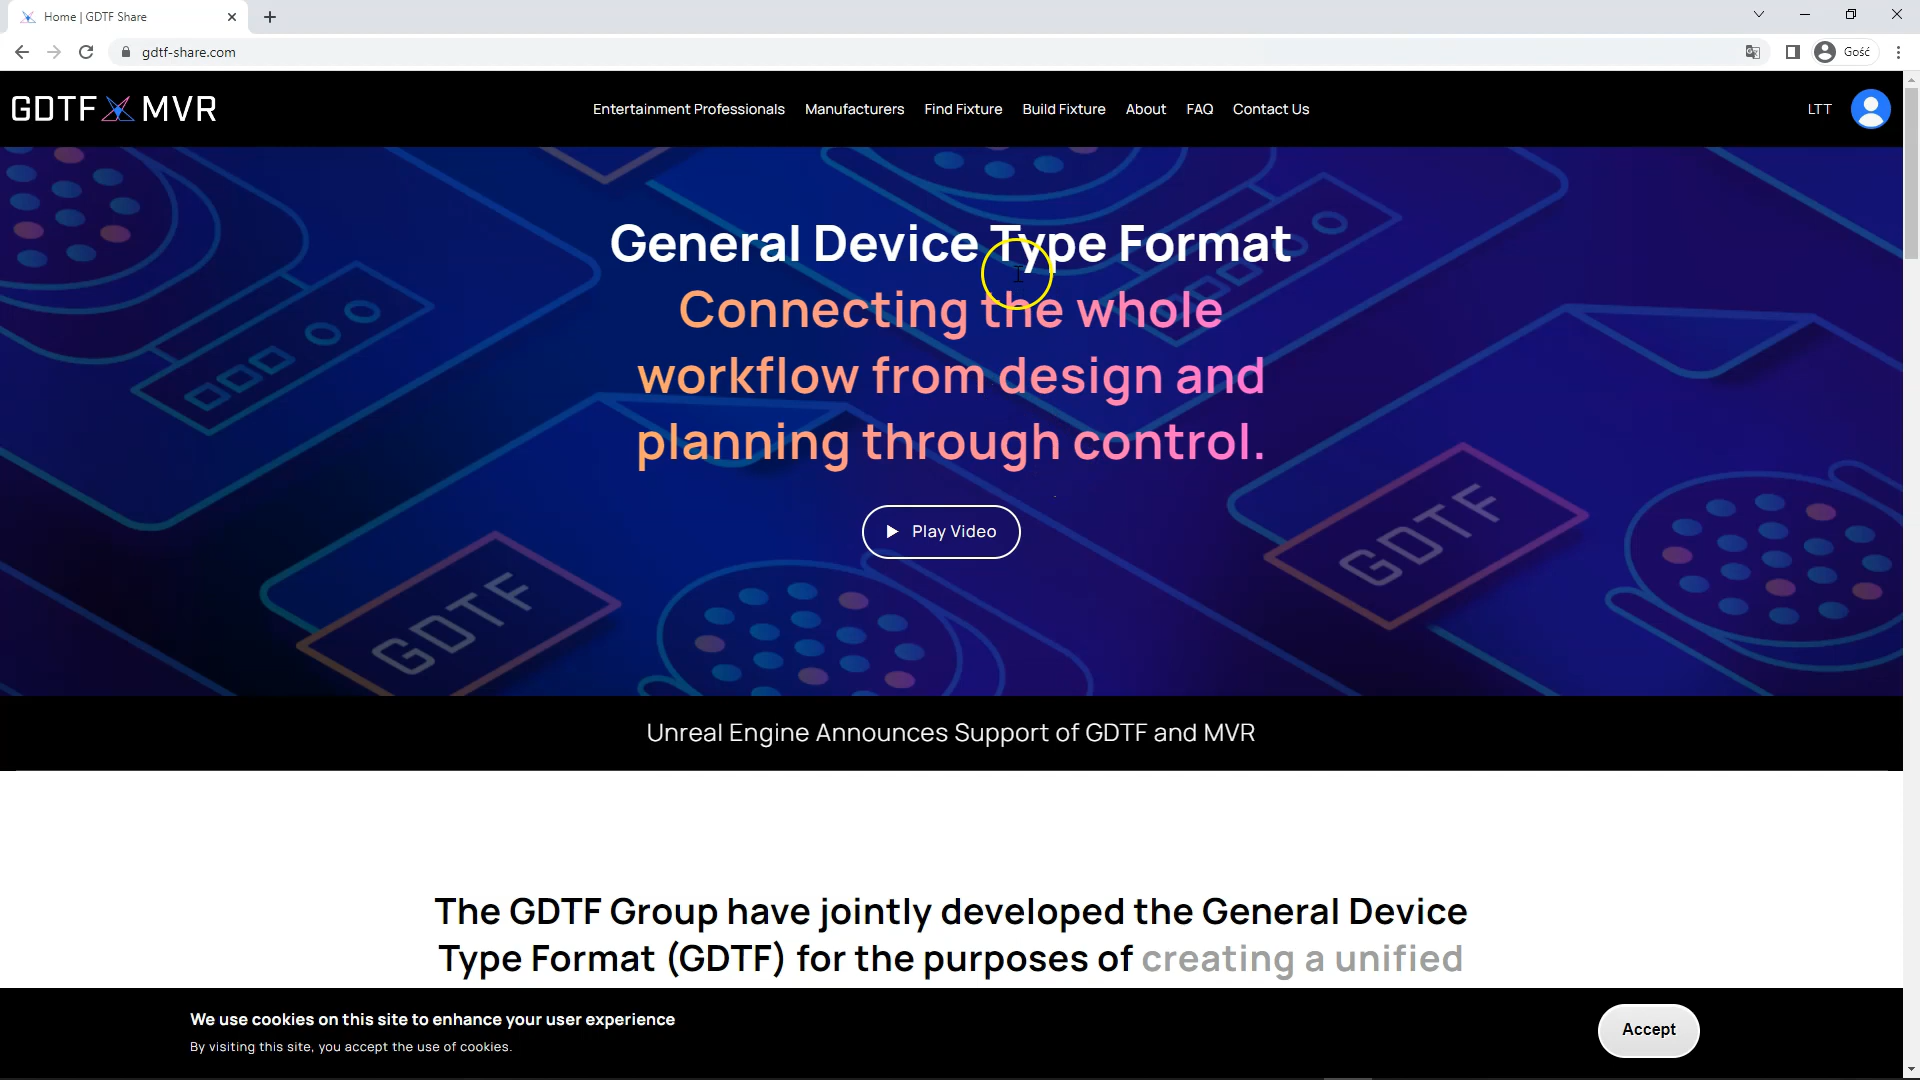 Home | GDTF Share
gdtf-share.com
Gość
GDTF MVR
Entertainment Professionals Manufacturers Find Fixture Build Fixture About FAQ Contact Us
LTT
General Device Type Format
Connecting the whole
workflow from design and
planning through control.
Play Video
GDTF
GDTF
Unreal Engine Announces Support of GDTF and MVR
The GDTF Group have jointly developed the General Device
Type Format (GDTF) for the purposes of creating a unified
We use cookies on this site to enhance your user experience
By visiting this site, you accept the use of cookies.
Accept